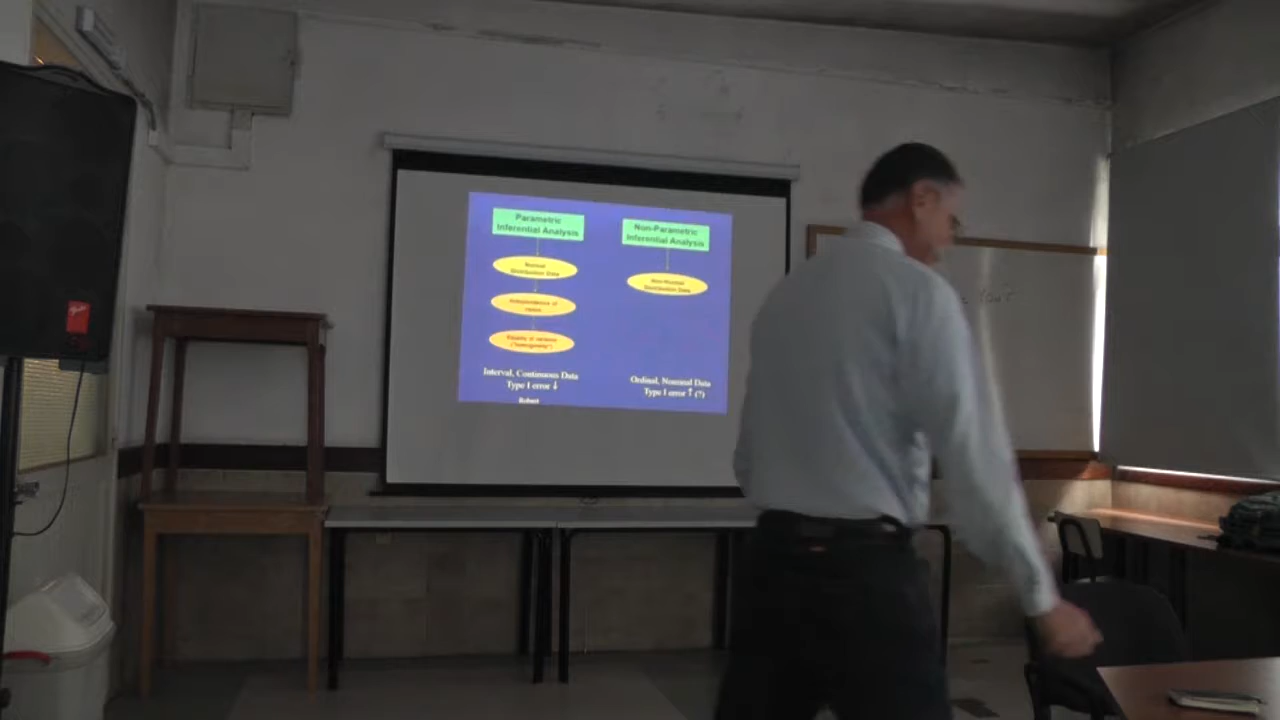 Parametric
Inferential Analysis
Normal
Distribution Data
Independence of
Equality of variance
("homogeneity")
Interval, Continuous Data
Type I error ↓
Robust
Non-Parametric
Inferential Analysis
Non-Normal
Distribution Data
Ordinal, Nominal Data
Type I error ↑ (?)